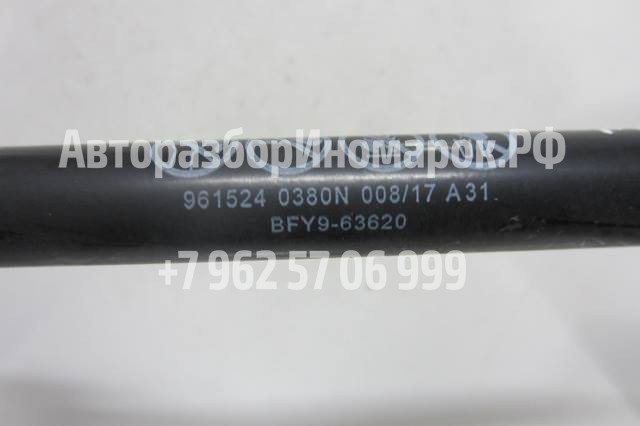 АвторазборИномарок.РФ
961524 0380N 008/17 A31
BFY9-63620
+7 962 57 06 999